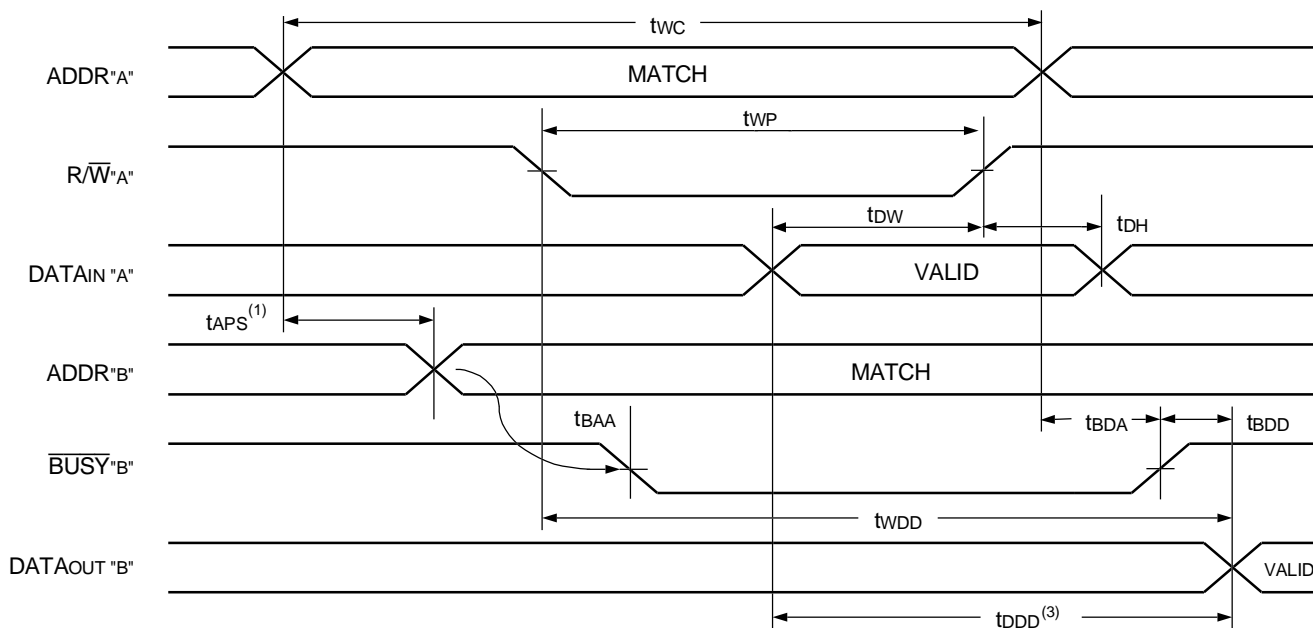 tWC
ADDR"A"
MATCH
tWP
R/W"A"
tDW
tDH
DATAIN "A"
VALID
tAPS(1)
ADDR"B"
MATCH
tBAA
tBDA
tBDD
BUSY"B"
tWDD
DATAOUT "B"
VALID
tDDD(3)